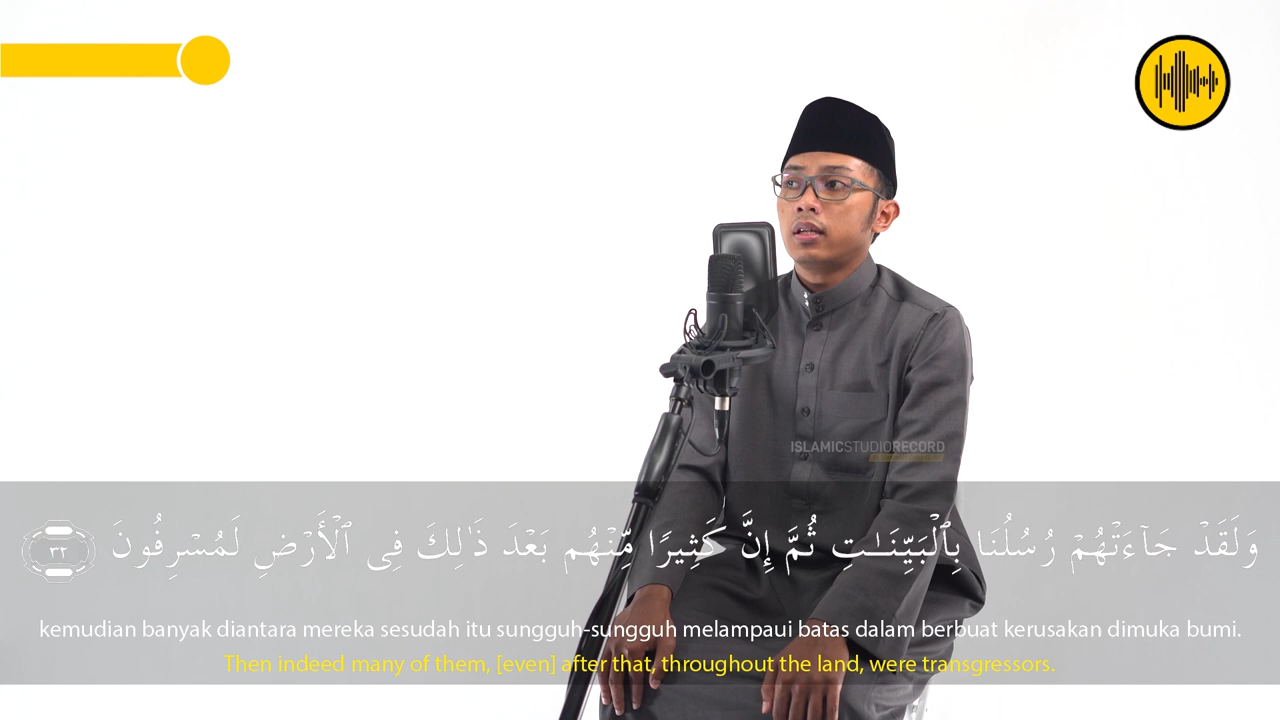 ISLAMICSTUDIORECORD
وَلَقَدْ جَآءَتْهُمْ رُسُلُنَا بِٱلْبَيِّنَـٰتِ ثُمَّ إِنَّ كَثِيرًا مِّنْهُم بَعْدَ ذَٰلِكَ فِى ٱلْأَرْضِ لَمُسْرِفُونَ ٣٢
kemudian banyak diantara mereka sesudah itu sungguh-sungguh melampaui batas dalam berbuat kerusakan dimuka bumi.
Then indeed many of them, [even] after that, throughout the land, were transgressors.